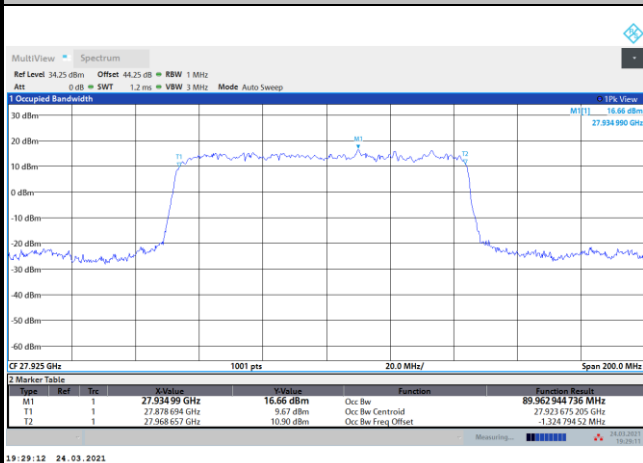 MultiView Spectrum
Ref Level 34.25 dBm Offset 44.25 dB RBW 1 MHz
Att 0 dB SWT 1.2 ms VBW 3 MHz Mode Auto Sweep
1 Occupied Bandwidth 1Pk View
M1[1] 16.66 dBm
27.934 990 GHz
30 dBm
20 dBm
M1
T1
T2
10 dBm
0 dBm
-10 dBm
-20 dBm
-30 dBm
-40 dBm
-50 dBm
-60 dBm
CF 27.925 GHz 1001 pts 20.0 MHz/ Span 200.0 MHz
2 Marker Table
Type Ref Trc X-Value Y-Value Function Function Result
M1 1 27.934 99 GHz 16.66 dBm Occ Bw 89.962 944 736 MHz
T1 1 27.878 694 GHz 9.67 dBm Occ Bw Centroid 27.923 675 205 GHz
T2 1 27.968 657 GHz 10.90 dBm Occ Bw Freq Offset -1.324 794 52 MHz
Measuring... 24.03.2021
19:29:11
19:29:12 24.03.2021